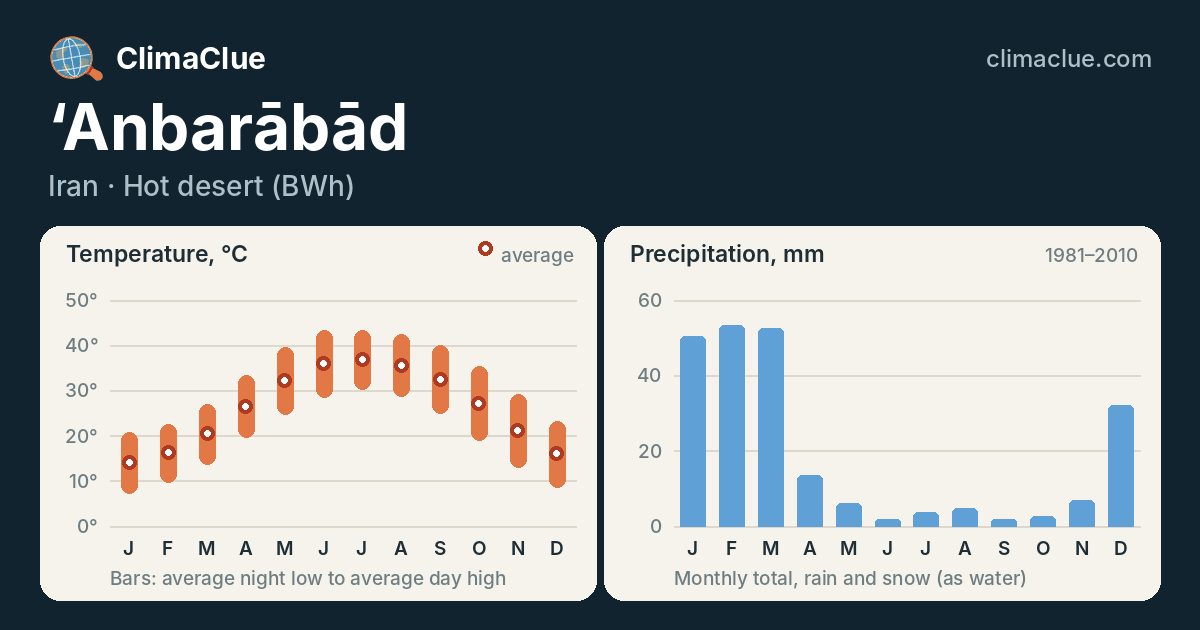 ClimaClue
climaclue.com
‘Anbarābād
Iran · Hot desert (BWh)
Temperature, °C
average
50°
40°
30°
20°
10°
0°
J F M A M J J A S O N D
Bars: average night low to average day high
Precipitation, mm
1981–2010
60
40
20
0
J F M A M J J A S O N D
Monthly total, rain and snow (as water)